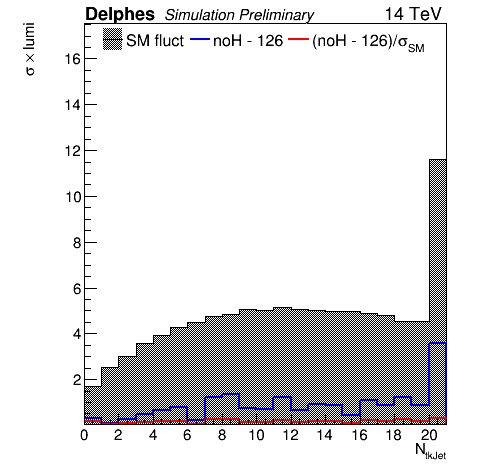 Delphes Simulation Preliminary 14 TeV
SM fluct noH - 126 (noH - 126)/σSM
σ × lumi
16
14
12
10
8
6
4
2
0 2 4 6 8 10 12 14 16 18 20
NtkJet